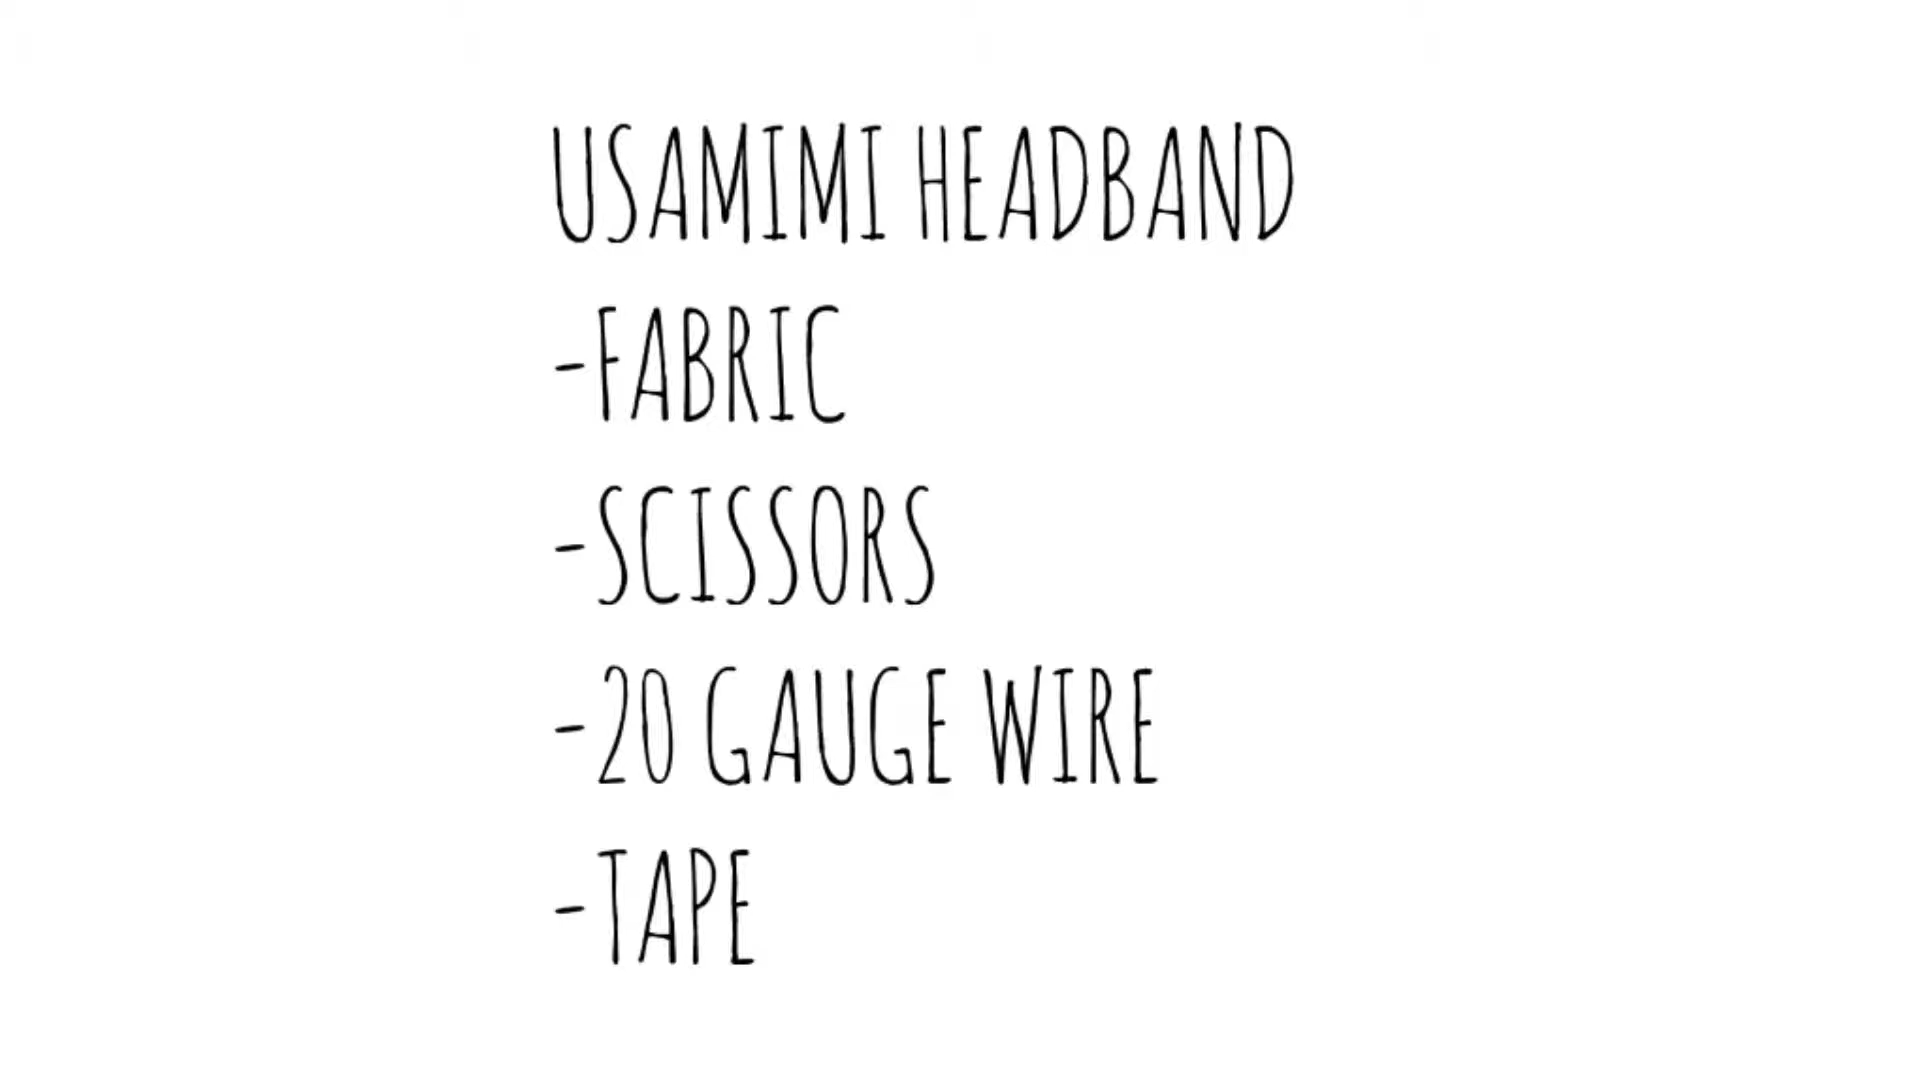 USAMIMI HEADBAND
-FABRIC
-SCISSORS
-20 GAUGE WIRE
-TAPE